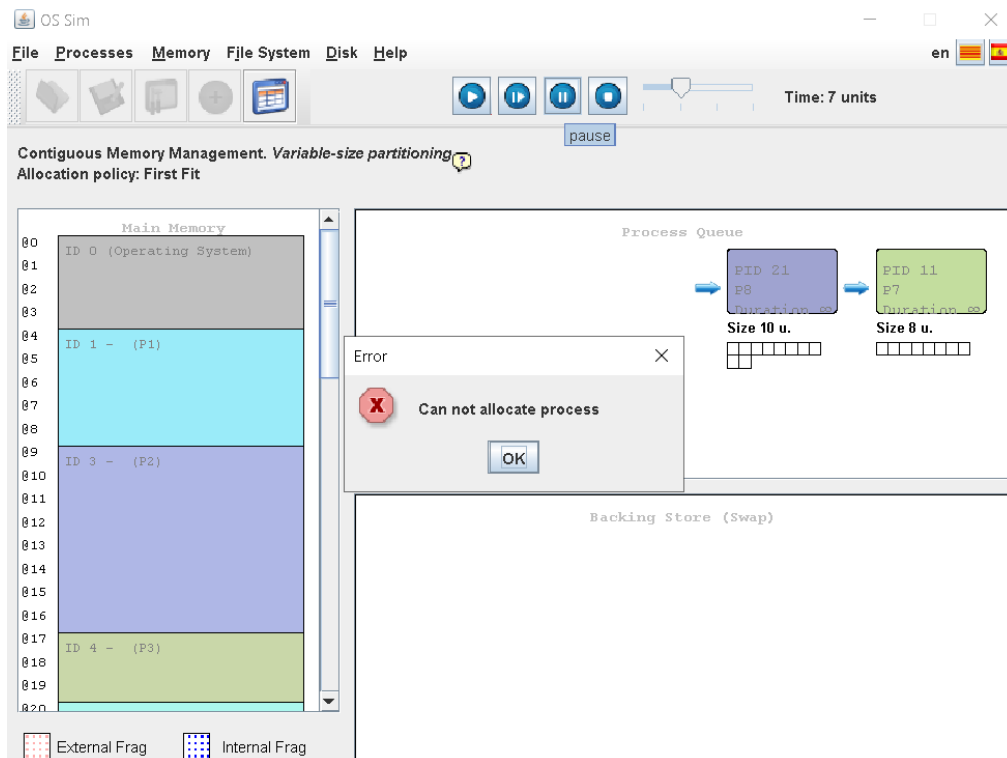 OS Sim
File Processes Memory File System Disk Help en
Time: 7 units
pause
Contiguous Memory Management. Variable-size partitioning
?
Allocation policy: First Fit
Main Memory
@0
ID 0 (Operating System)
@1
@2
@3
@4
ID 1 - (P1)
@5
@6
@7
@8
@9
ID 3 - (P2)
@10
@11
@12
@13
@14
@15
@16
@17
ID 4 - (P3)
@18
@19
@20
Process Queue
PID 21
P8
Duration ∞
Size 10 u.
PID 11
P7
Duration ∞
Size 8 u.
Error
X
Can not allocate process
OK
Backing Store (Swap)
External Frag
Internal Frag